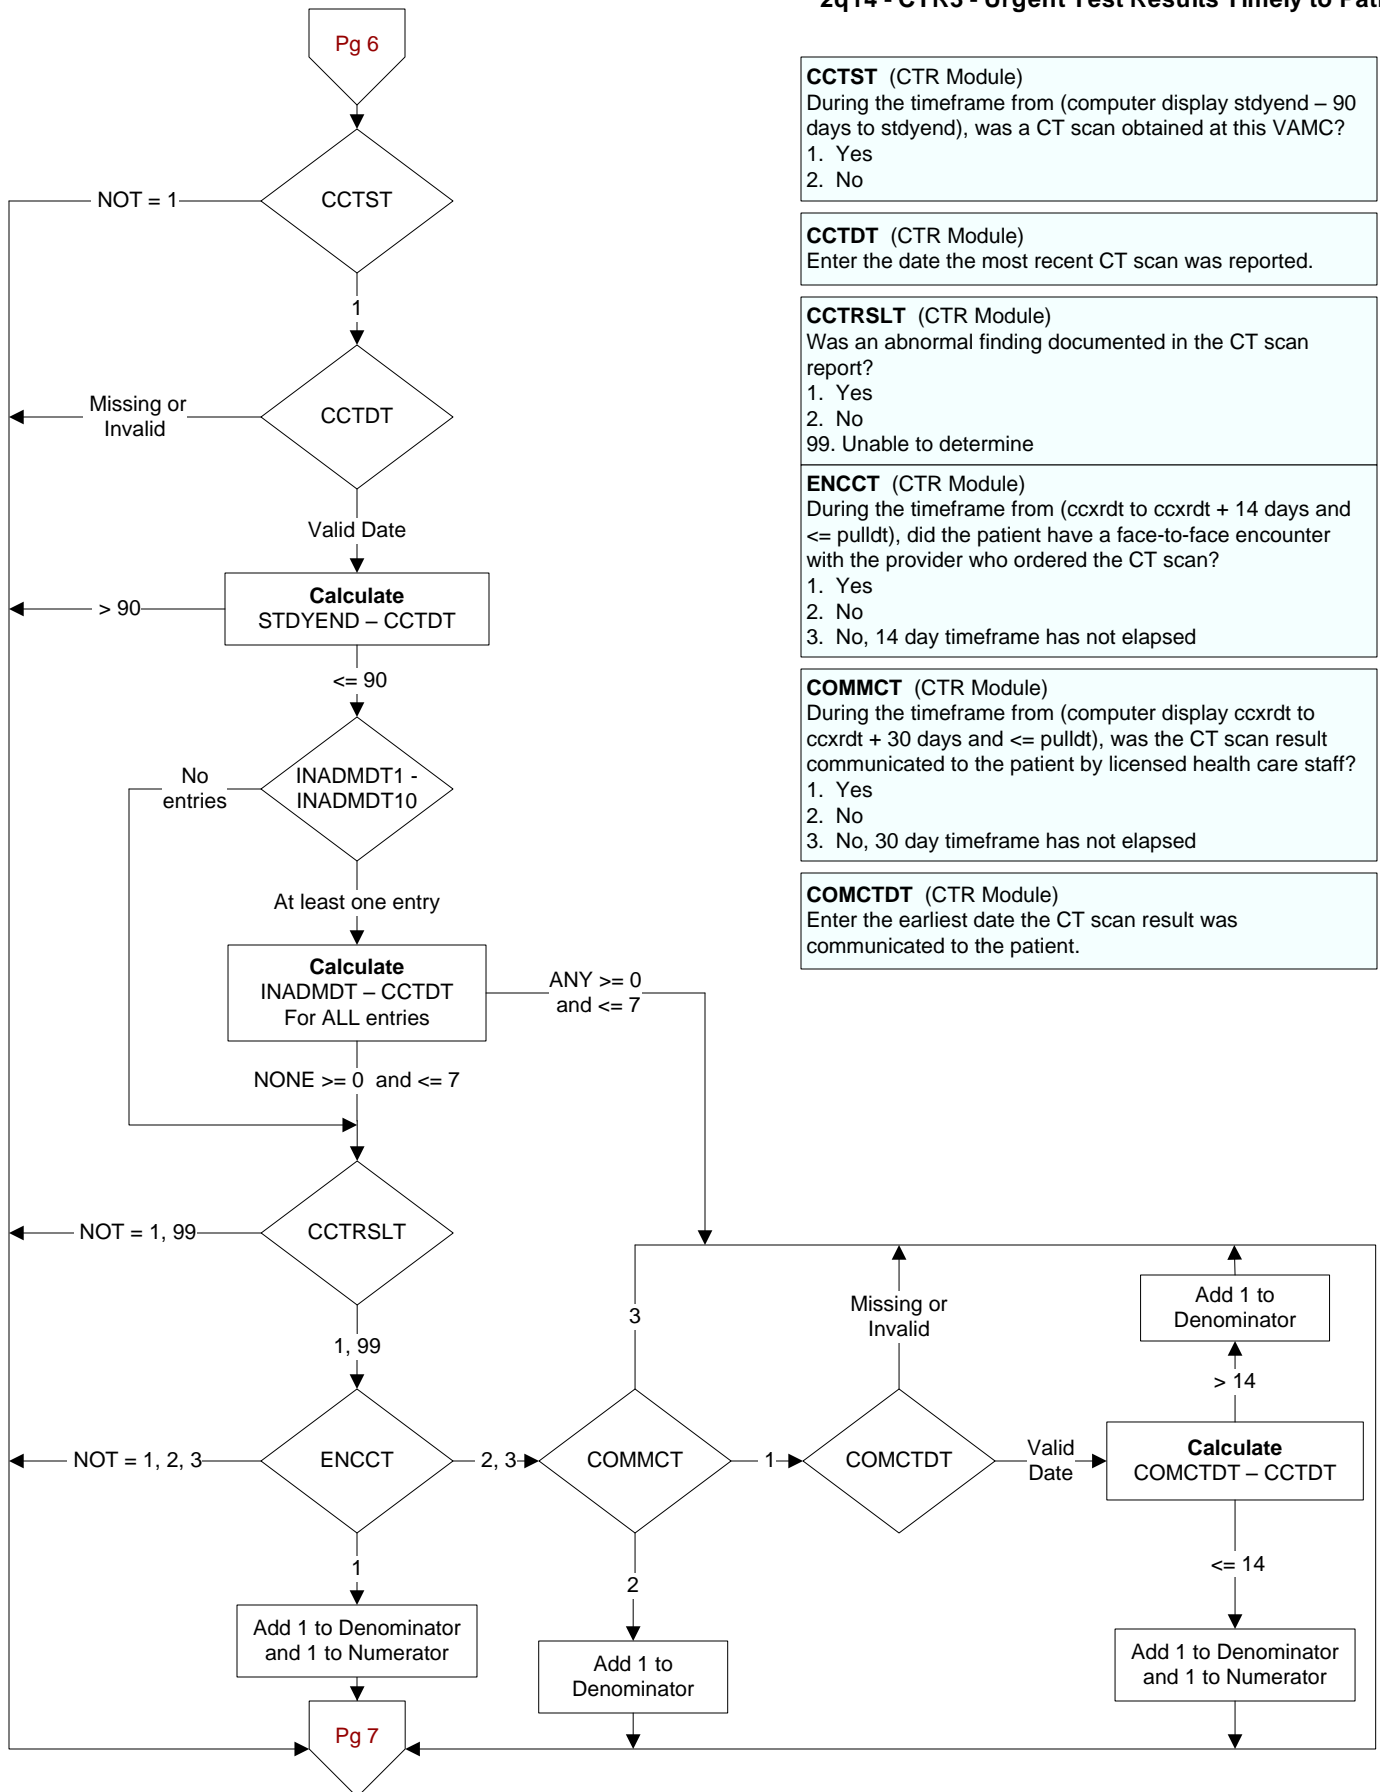 2q14 - CTR3 - Urgent Test Results Timely to
Pg 6
CCTST (CTR Module)
During the timeframe from (computer display stdyend – 90
days to stdyend), was a CT scan obtained at this VAMC?
1. Yes
2. No
CCTDT (CTR Module)
Enter the date the most recent CT scan was reported.
CCTRSLT (CTR Module)
Was an abnormal finding documented in the CT scan
report?
1. Yes
2. No
99. Unable to determine
ENCCT (CTR Module)
During the timeframe from (ccxrdt to ccxrdt + 14 days and
<= pulldt), did the patient have a face-to-face encounter
with the provider who ordered the CT scan?
1. Yes
2. No
3. No, 14 day timeframe has not elapsed
COMMCT (CTR Module)
During the timeframe from (computer display ccxrdt to
ccxrdt + 30 days and <= pulldt), was the CT scan result
communicated to the patient by licensed health care staff?
1. Yes
2. No
3. No, 30 day timeframe has not elapsed
COMCTDT (CTR Module)
Enter the earliest date the CT scan result was
communicated to the patient.
CCTST
NOT = 1
1
CCTDT
Missing or
Invalid
Valid Date
Calculate
STDYEND – CCTDT
> 90
<= 90
INADMDT1 -
INADMDT10
No
entries
At least one entry
Calculate
INADMDT – CCTDT
For ALL entries
ANY >= 0
and <= 7
NONE >= 0 and <= 7
CCTRSLT
NOT = 1, 99
1, 99
ENCCT
NOT = 1, 2, 3
2, 3
1
Add 1 to Denominator
and 1 to Numerator
COMMCT
3
1
2
Add 1 to
Denominator
COMCTDT
Missing or
Invalid
Valid
Date
Calculate
COMCTDT – CCTDT
> 14
Add 1 to
Denominator
<= 14
Add 1 to Denominator
and 1 to Numerator
Pg 7